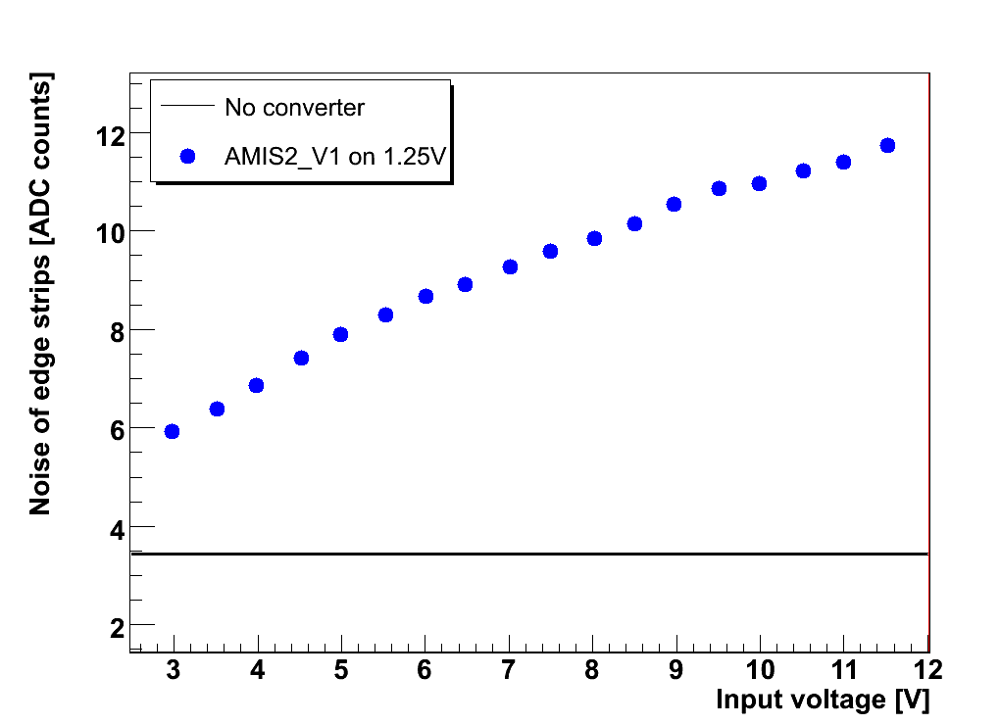 Noise of edge strips [ADC counts]
No converter
AMIS2_V1 on 1.25V
12
10
8
6
4
2
3 4 5 6 7 8 9 10 11 12
Input voltage [V]